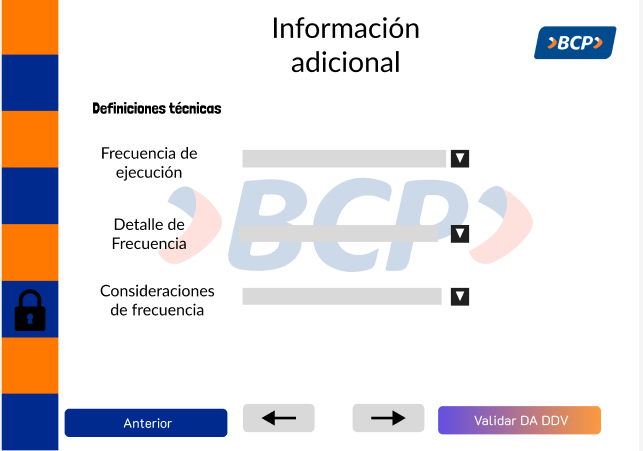 Información
adicional
BCP
Definiciones técnicas
Frecuencia de
ejecución
BCP
Detalle de
Frecuencia
Consideraciones
de frecuencia
Anterior
Validar DA DDV